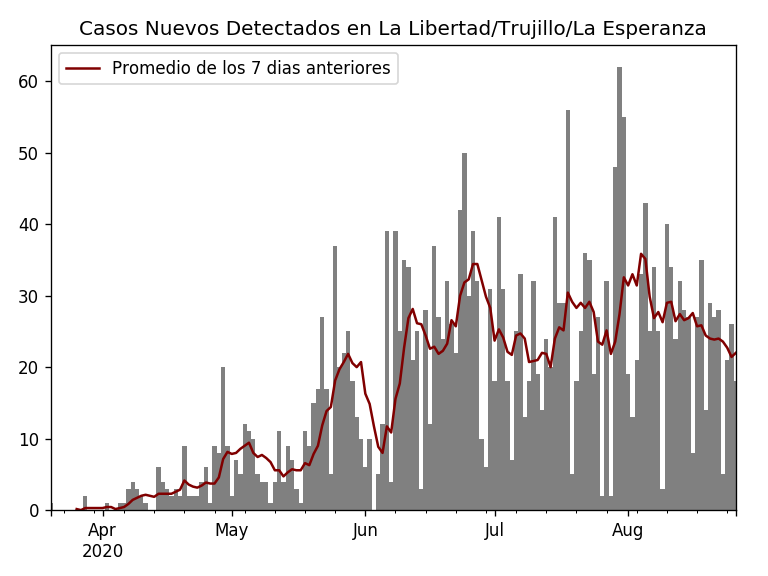 Casos Nuevos Detectados en La Libertad/Trujillo/La Esperanza
Promedio de los 7 dias anteriores
60
50
40
30
20
10
0
Apr May Jun Jul Aug
2020